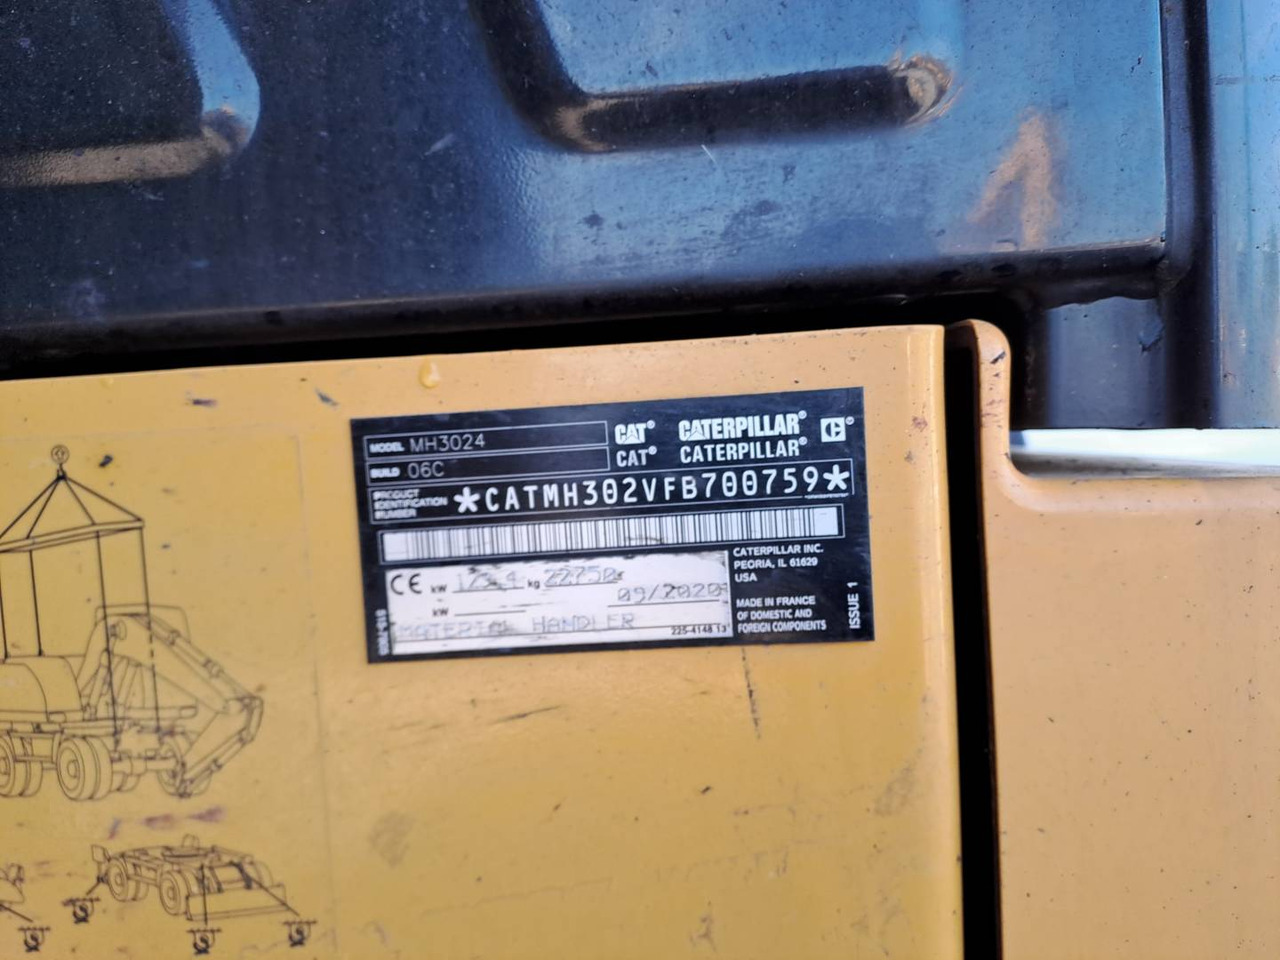 MODEL MH3024
BUILD 06C
CAT® CATERPILLAR®
CAT® CATERPILLAR®
PRODUCT
IDENTIFICATION
NUMBER
*CATMH302VFB700759*
CE kW kg 22750
09/2020
kW
MATERIAL HANDLER
225-4148 13
CATERPILLAR INC.
PEORIA, IL 61629
USA
MADE IN FRANCE
OF DOMESTIC AND
FOREIGN COMPONENTS
ISSUE 1